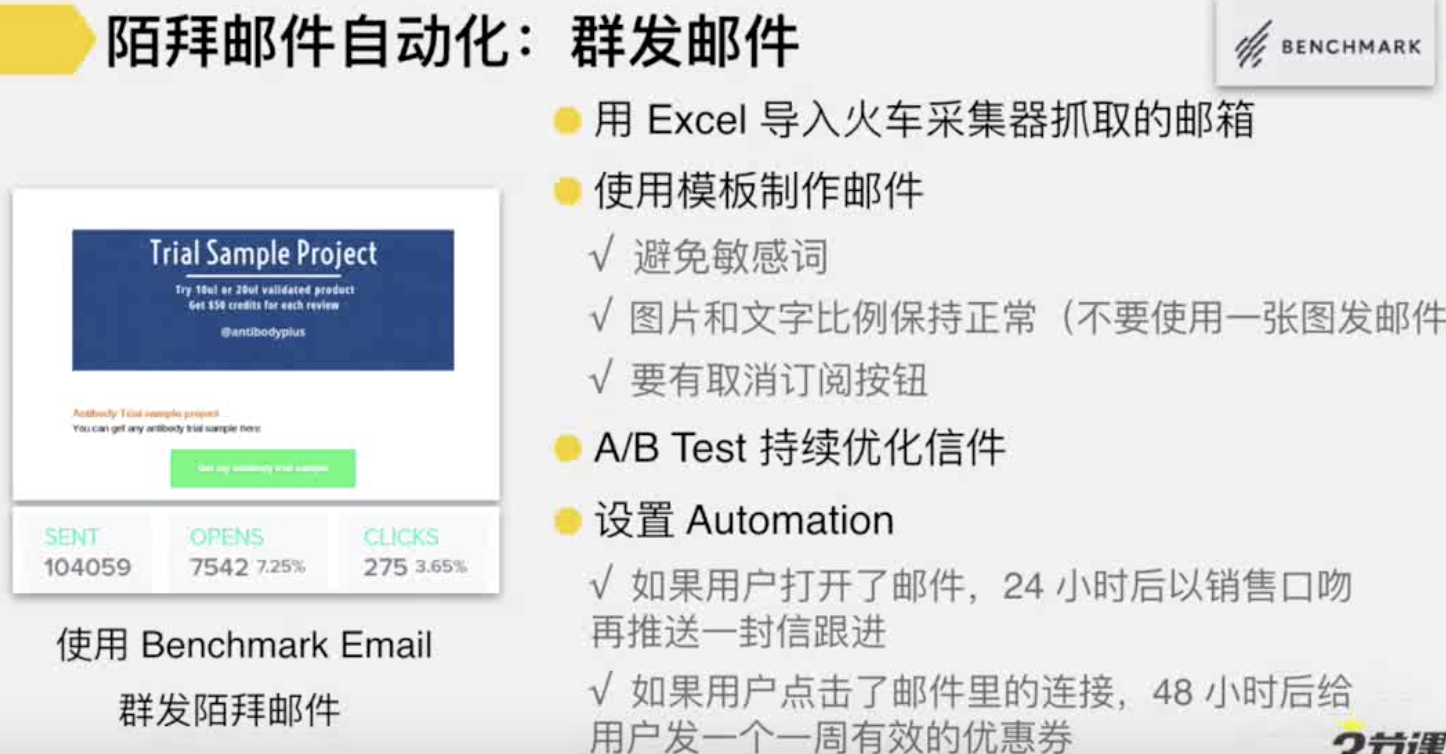 陌拜邮件自动化：群发邮件
BENCHMARK
用 Excel 导入火车采集器抓取的邮箱
使用模板制作邮件
√ 避免敏感词
√ 图片和文字比例保持正常（不要使用一张图发邮件
√ 要有取消订阅按钮
A/B Test 持续优化信件
设置 Automation
√ 如果用户打开了邮件，24 小时后以销售口吻
再推送一封信跟进
√ 如果用户点击了邮件里的连接，48 小时后给
用户发一个一周有效的优惠券
Trial Sample Project
Try 10ul or 20ul validated product
Get $50 credits for each review
@antibodyplus
Antibody Trial sample project
You can get any antibody trial sample here
Get my antibody trial sample
SENT OPENS CLICKS
104059 7542 7.25% 275 3.65%
使用 Benchmark Email
群发陌拜邮件